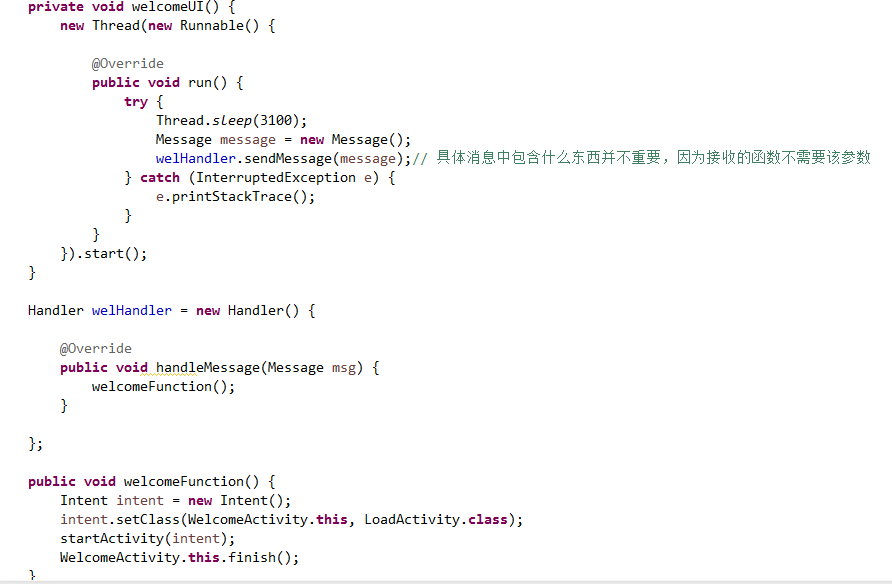 private void welcomeUI() {
new Thread(new Runnable() {
@Override
public void run() {
try {
Thread.sleep(3100);
Message message = new Message();
welHandler.sendMessage(message);// 具体消息中包含什么东西并不重要，因为接收的函数不需要该参数
} catch (InterruptedException e) {
e.printStackTrace();
}
}
}).start();
}
Handler welHandler = new Handler() {
@Override
public void handleMessage(Message msg) {
welcomeFunction();
}
};
public void welcomeFunction() {
Intent intent = new Intent();
intent.setClass(WelcomeActivity.this, LoadActivity.class);
startActivity(intent);
WelcomeActivity.this.finish();
}